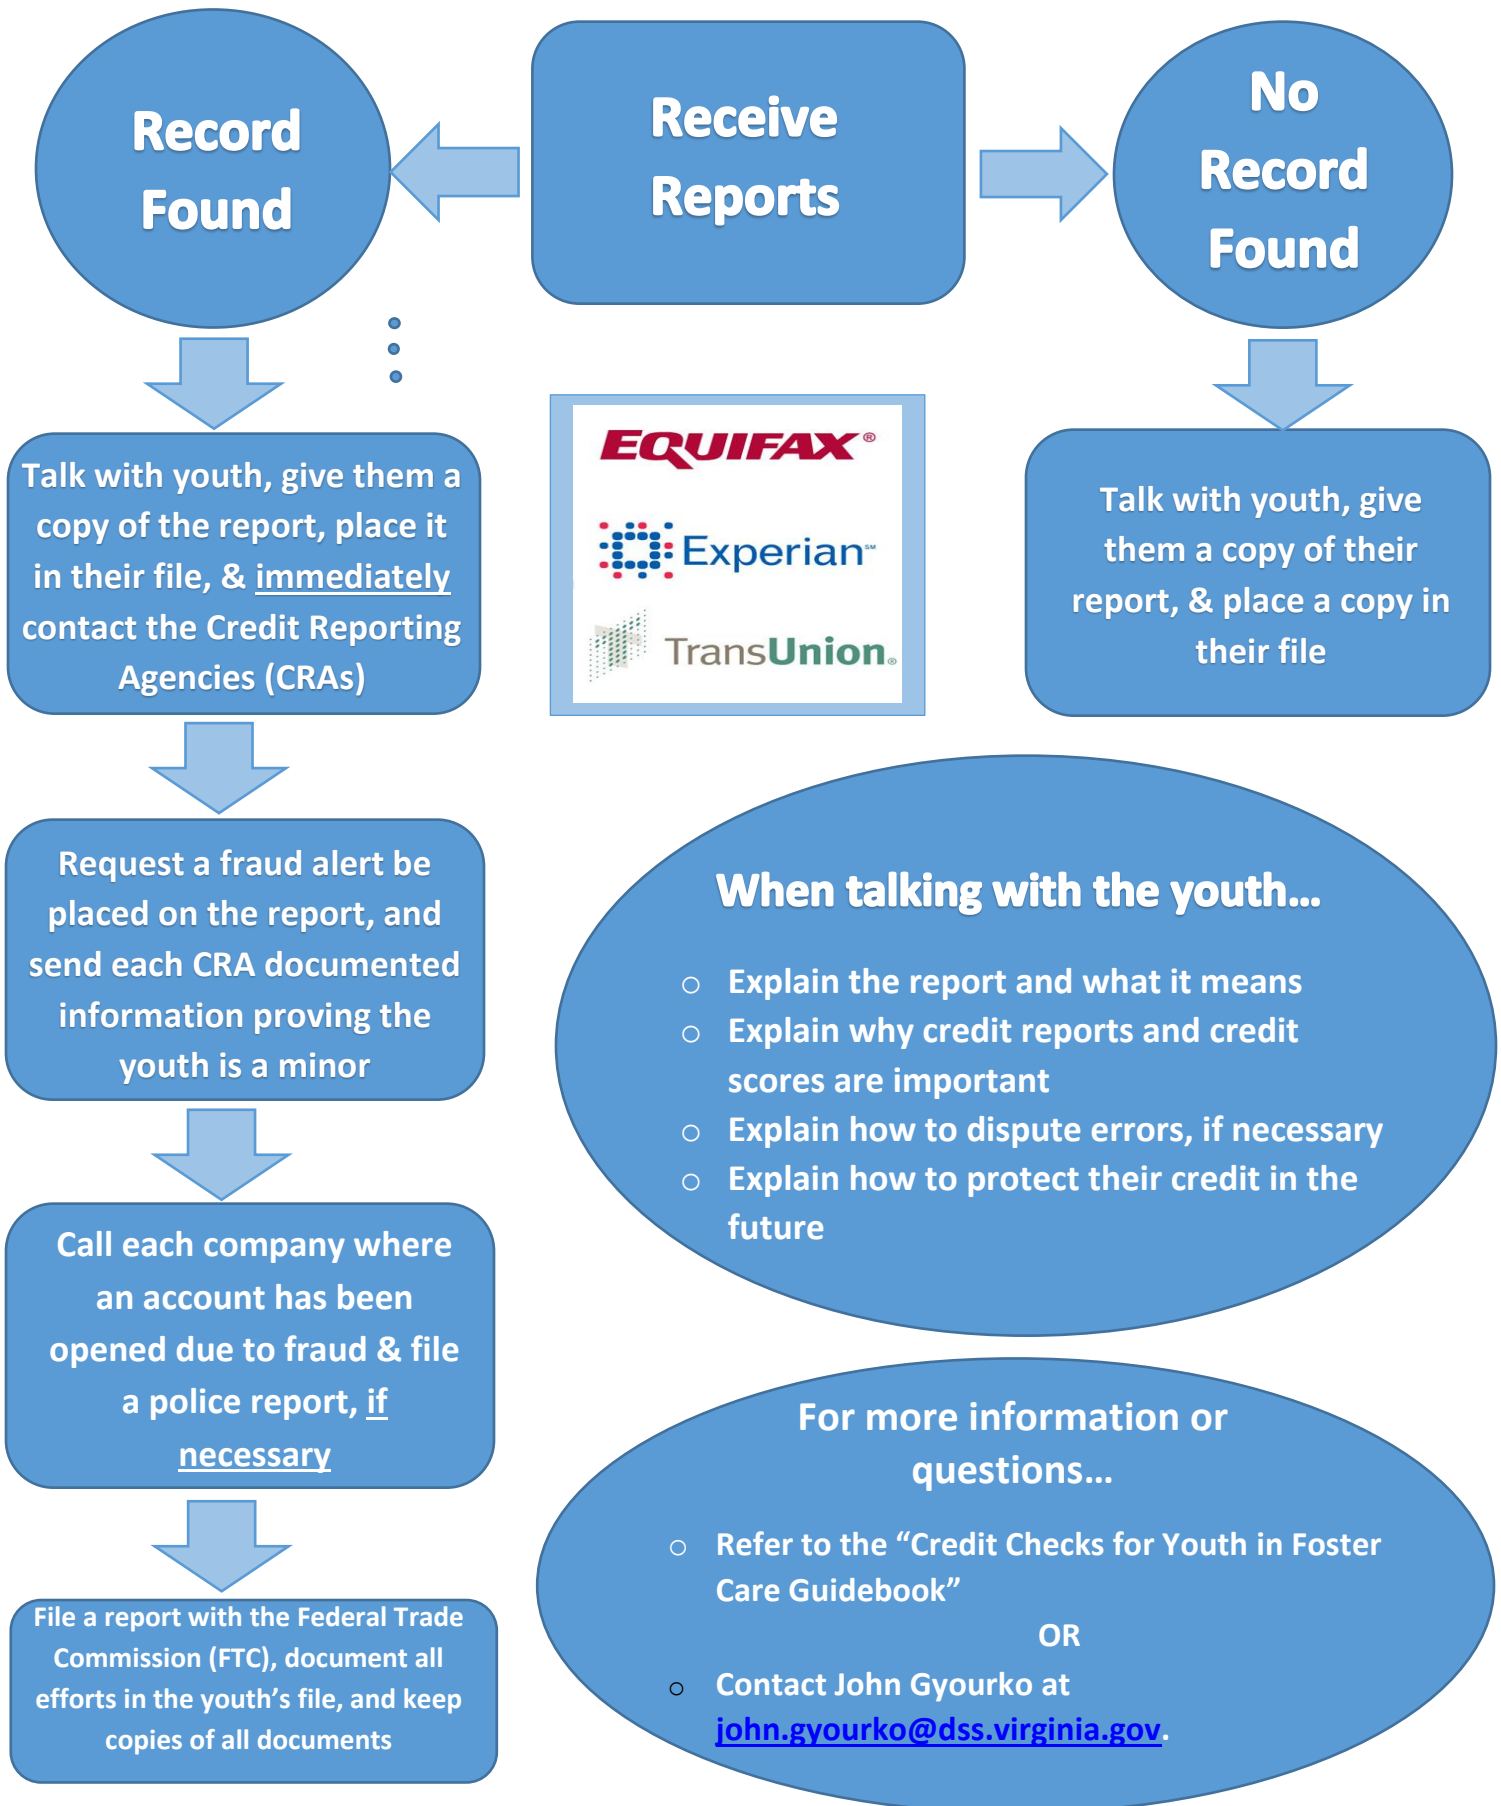 Record
Found
Receive
Reports
No
Record
Found
Talk with youth, give them a
copy of the report, place it
in their file, & immediately
contact the Credit Reporting
Agencies (CRAs)
EQUIFAX®
Experian℠
TransUnion®
Talk with youth, give
them a copy of their
report, & place a copy in
their file
Request a fraud alert be
placed on the report, and
send each CRA documented
information proving the
youth is a minor
When talking with the youth…
○ Explain the report and what it means
○ Explain why credit reports and credit
scores are important
○ Explain how to dispute errors, if necessary
○ Explain how to protect their credit in the
future
Call each company where
an account has been
opened due to fraud & file
a police report, if
necessary
For more information or
questions…
○ Refer to the “Credit Checks for Youth in Foster
Care Guidebook”
OR
○ Contact John Gyourko at
john.gyourko@dss.virginia.gov.
File a report with the Federal Trade
Commission (FTC), document all
efforts in the youth’s file, and keep
copies of all documents